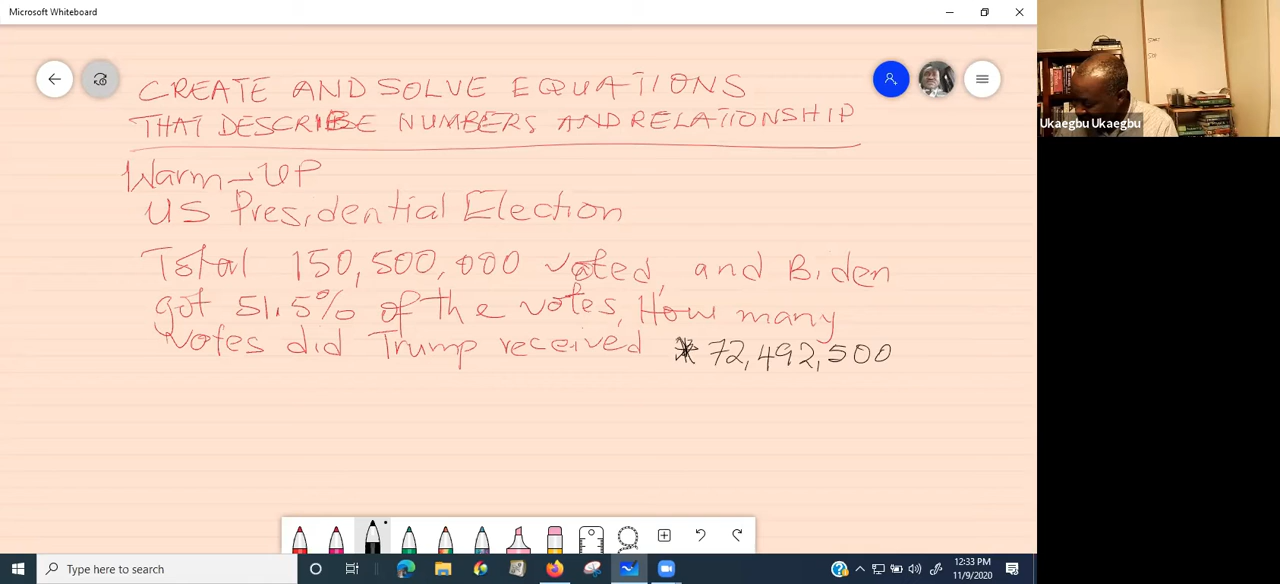 Microsoft Whiteboard
CREATE AND SOLVE EQUATIONS
THAT DESCRIBE NUMBERS AND RELATIONSHIP
Warm-UP
US Presidential Election
Total 150,500,000 voted, and Biden
got 51.5% of the votes. How many
votes did Trump received * 72,492,500
Ukaegbu Ukaegbu
Type here to search
12:33 PM
11/9/2020